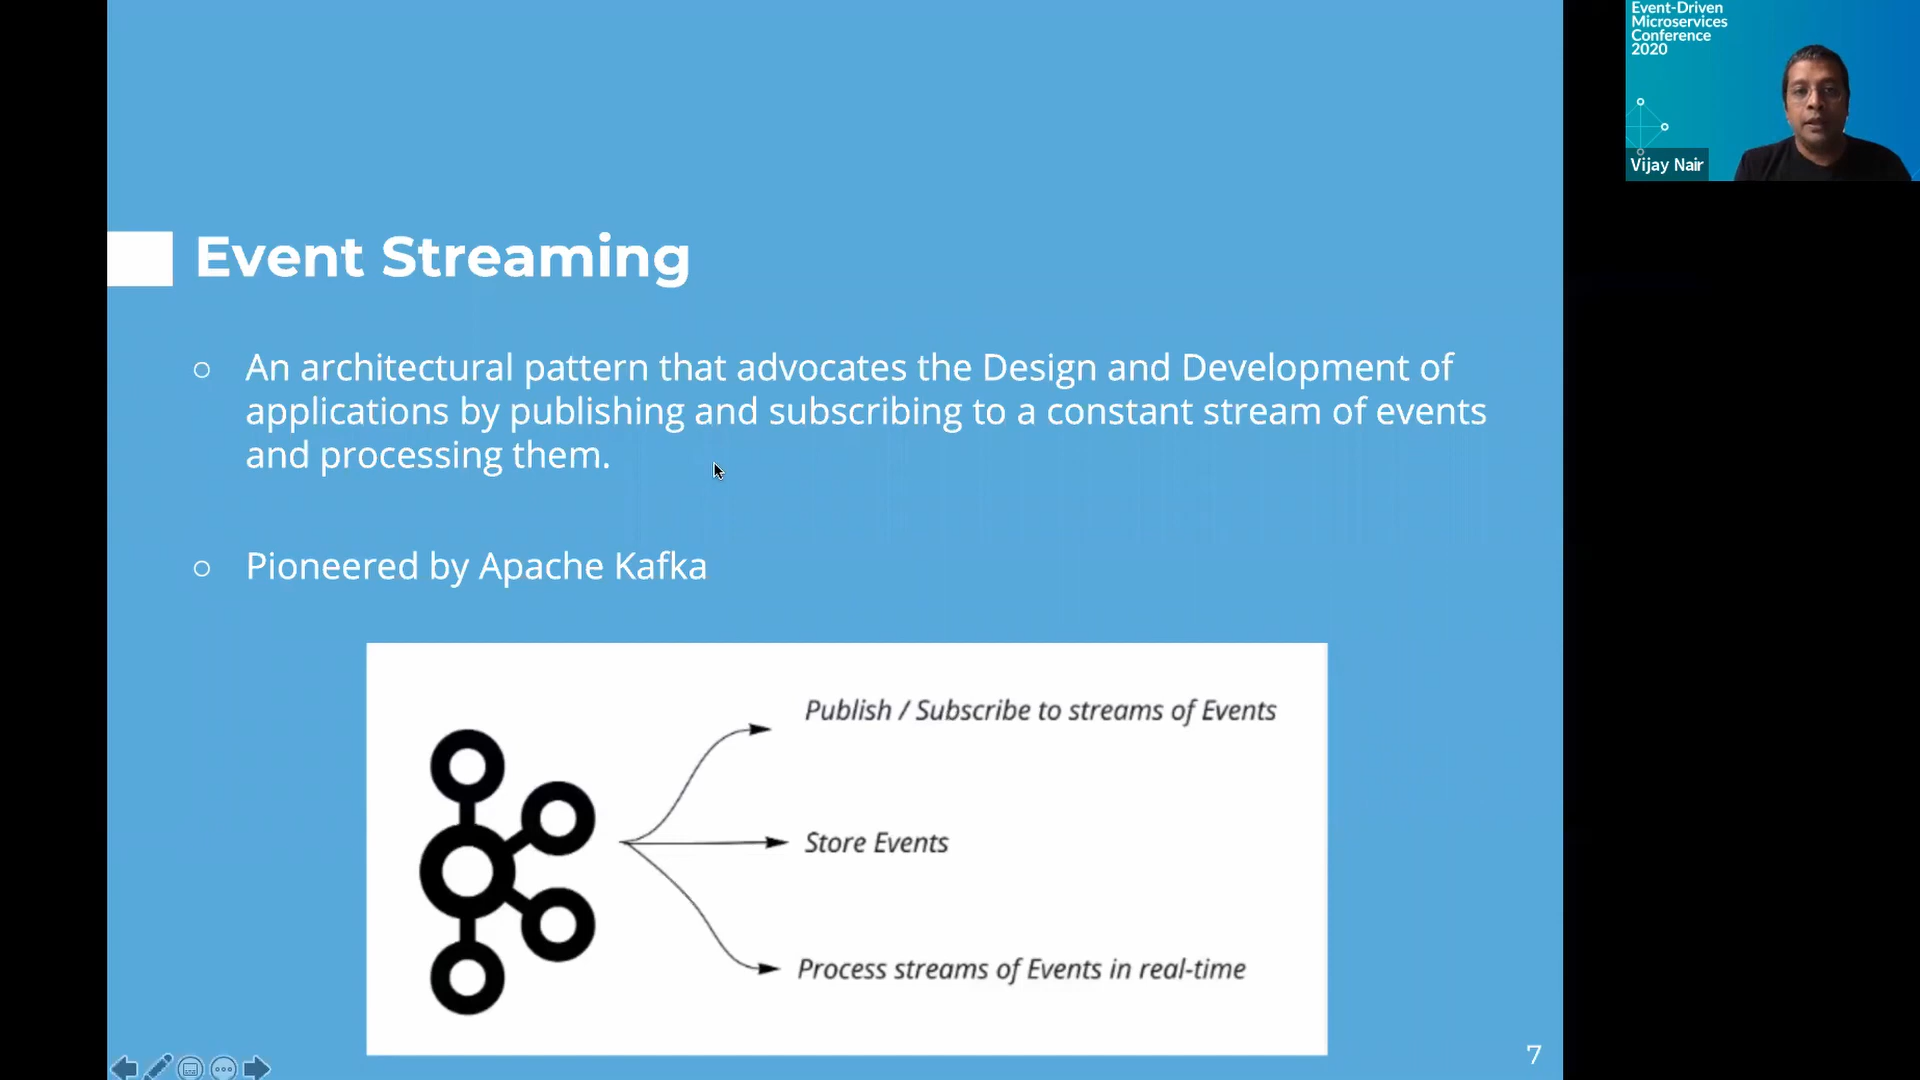 Event-Driven
Microservices
Conference
2020
Vijay Nair
Event Streaming
An architectural pattern that advocates the Design and Development of
applications by publishing and subscribing to a constant stream of events
and processing them.
Pioneered by Apache Kafka
Publish / Subscribe to streams of Events
Store Events
Process streams of Events in real-time
7